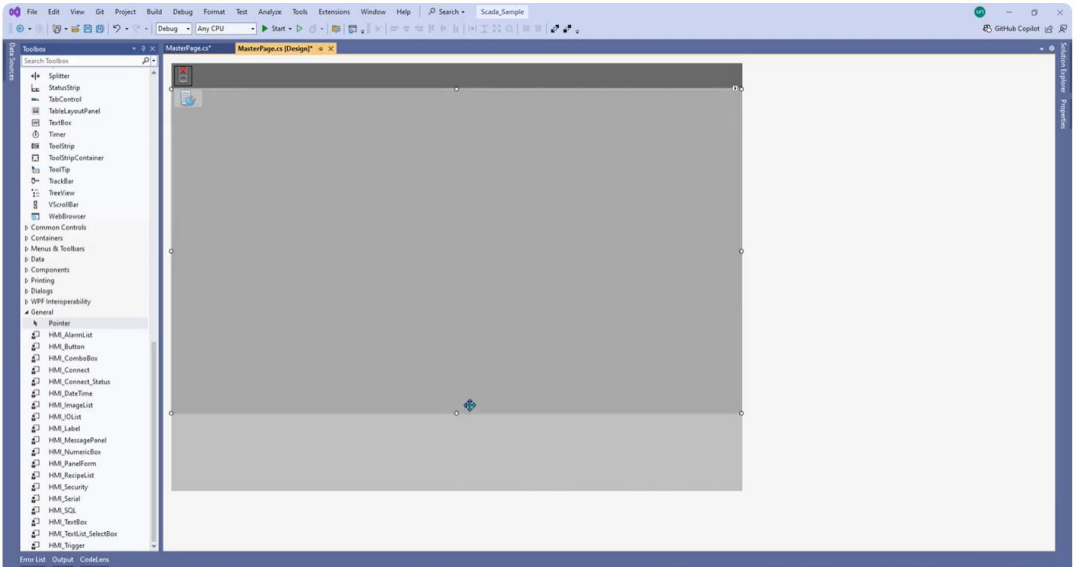 File Edit View Git Project Build Debug Format Test Analyze Tools Extensions Window Help Search Scada_Sample
Debug Any CPU Start GitHub Copilot
Data Sources
Toolbox
Search Toolbox
Splitter
StatusStrip
TabControl
TableLayoutPanel
TextBox
Timer
ToolStrip
ToolStripContainer
ToolTip
TrackBar
TreeView
VScrollBar
WebBrowser
Common Controls
Containers
Menus & Toolbars
Data
Components
Printing
Dialogs
WPF Interoperability
General
Pointer
HMI_AlarmList
HMI_Button
HMI_ComboBox
HMI_Connect
HMI_Connect_Status
HMI_DateTime
HMI_ImageList
HMI_IOList
HMI_Label
HMI_MessagePanel
HMI_NumericBox
HMI_PanelForm
HMI_RecipeList
HMI_Security
HMI_Serial
HMI_SQL
HMI_TextBox
HMI_TextList_SelectBox
HMI_Trigger
MasterPage.cs* MasterPage.cs [Design]*
Solution Explorer Properties
Error List Output CodeLens